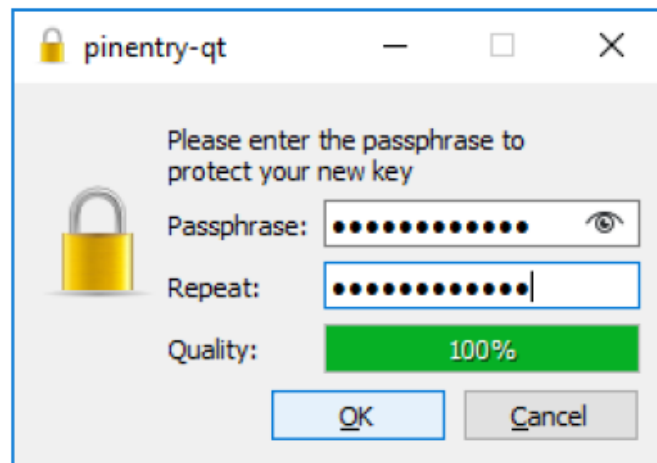 pinentry-qt
Please enter the passphrase to
protect your new key
Passphrase: ●●●●●●●●●●●●
Repeat: ●●●●●●●●●●●●
Quality: 100%
OK Cancel